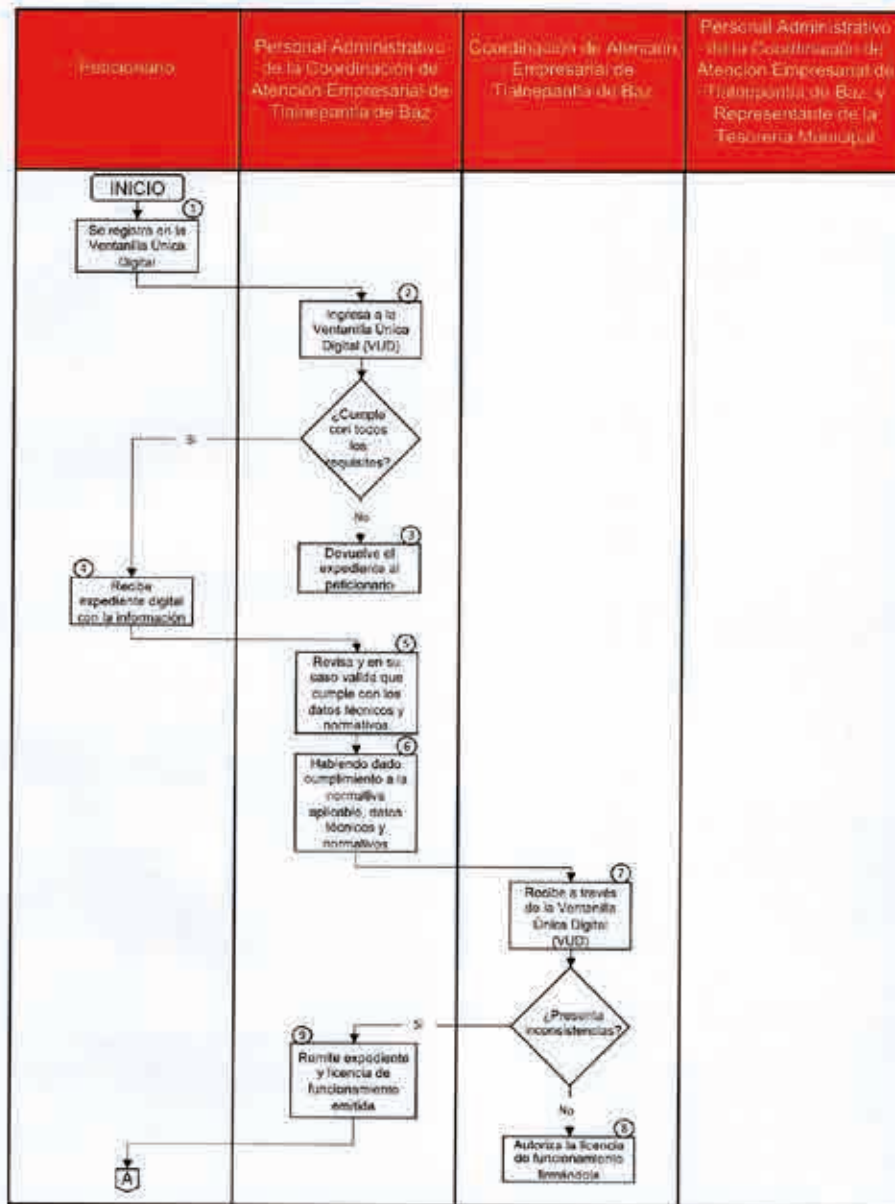 Peticionario
Personal Administrativo
de la Coordinación de
Atención Empresarial de
Tlalnepantla de Baz
Coordinación de Atención
Empresarial de
Tlalnepantla de Baz
Personal Administrativo
de la Coordinación de
Atención Empresarial de
Tlalnepantla de Baz y
Representante de la
Tesorería Municipal
INICIO
1
Se registra en la
Ventanilla Única
Digital
2
Ingresa a la
Ventanilla Única
Digital (VUD)
¿Cumple
con todos
los
requisitos?
Si
No
3
Devuelve el
expediente al
peticionario
4
Recibe
expediente digital
con la información
5
Revisa y en su
caso valida que
cumple con los
datos técnicos y
normativos
6
Habiendo dado
cumplimiento a la
normativa
aplicable, datos
técnicos y
normativos
7
Recibe a través
de la Ventanilla
Única Digital
(VUD)
¿Presenta
inconsistencias?
Si
9
Remite expediente
y licencia de
funcionamiento
emitida
No
8
Autoriza la licencia
de funcionamiento
firmándola
A